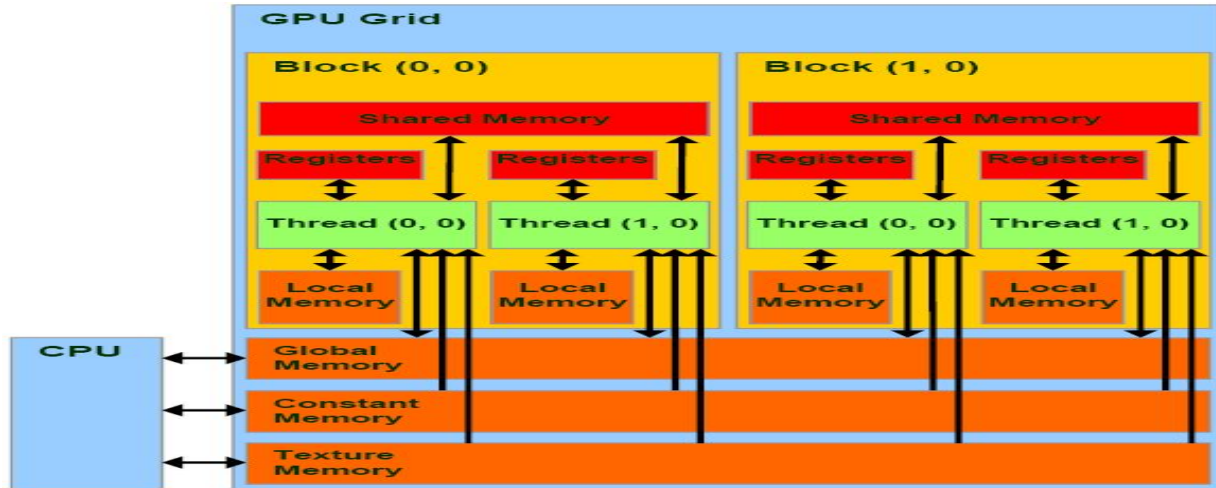 GPU Grid
Block (0, 0)
Shared Memory
Registers
Registers
Thread (0, 0)
Thread (1, 0)
Local
Memory
Local
Memory
Block (1, 0)
Shared Memory
Registers
Registers
Thread (0, 0)
Thread (1, 0)
Local
Memory
Local
Memory
CPU
Global
Memory
Constant
Memory
Texture
Memory